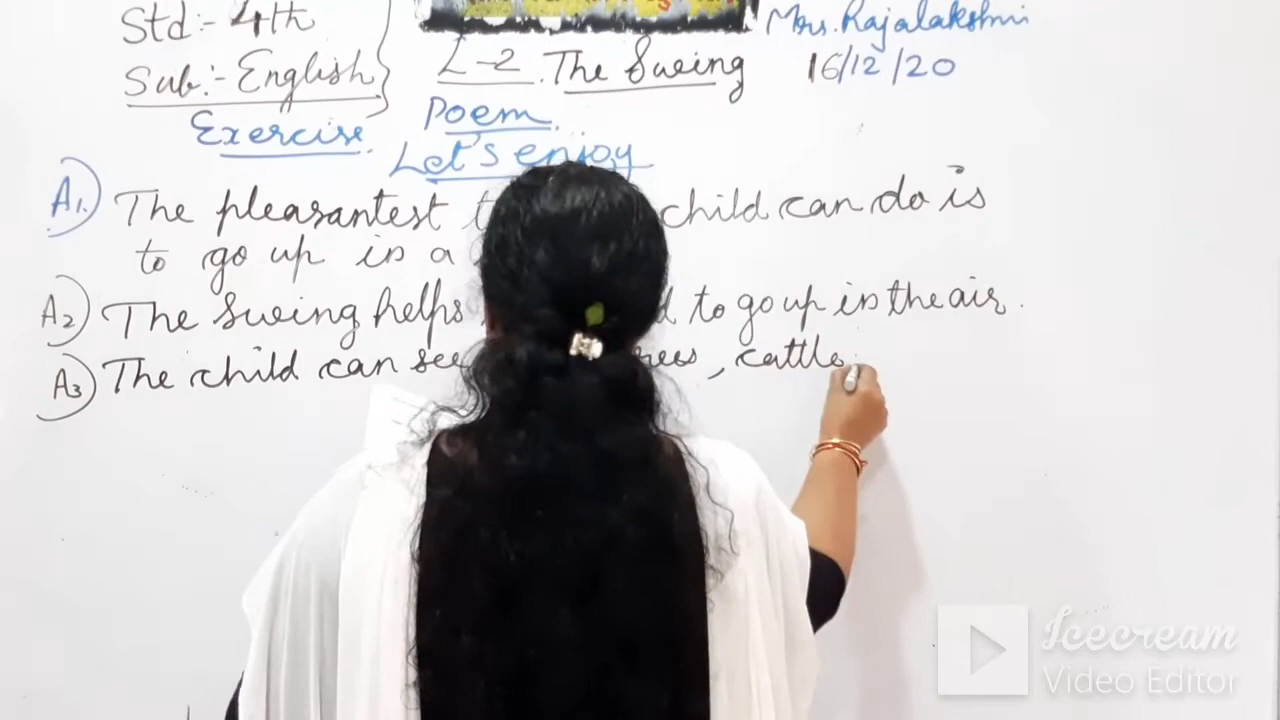 Std:- 4th
Mrs. Rajalakshmi
Sub:- English
L-2. The Swing
16/12/20
Exercise.
Poem.
Let's enjoy
A1) The pleasantest child can do is
to go up in a
A2) The Swing helps to go up in the air.
A3) The child can see , cattle
Icecream
Video Editor